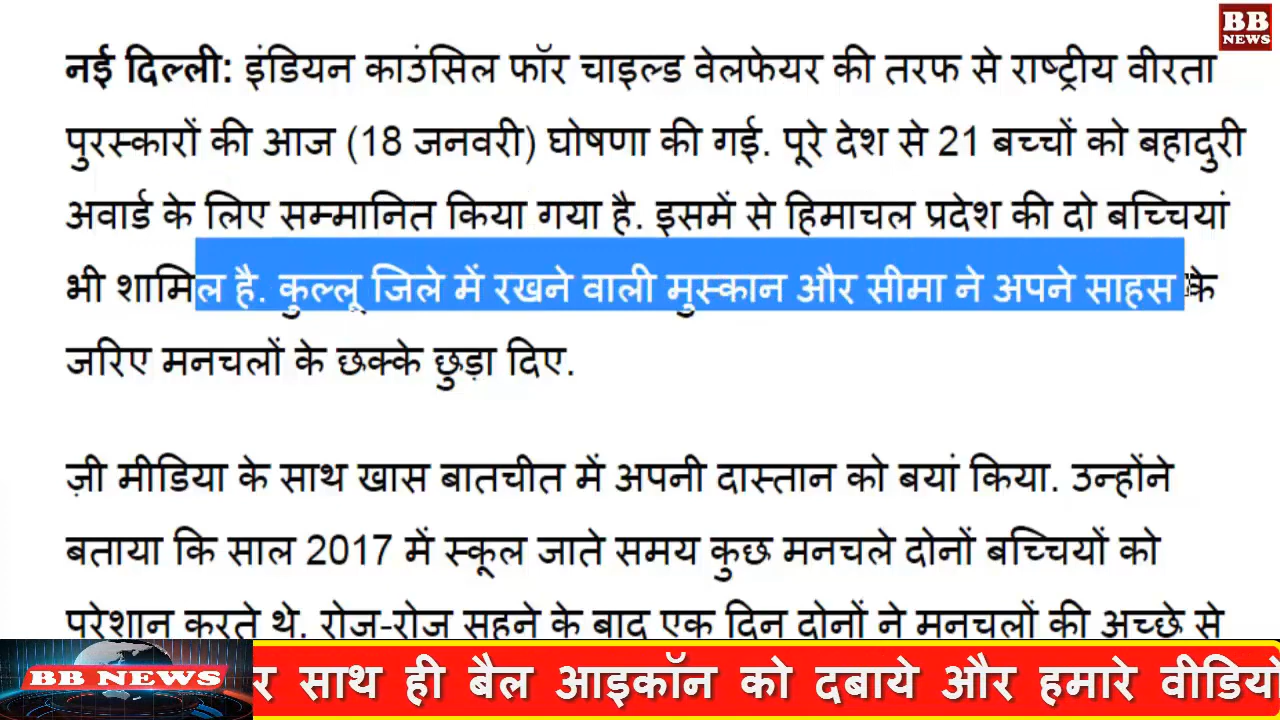 BB
NEWS
नई दिल्ली: इंडियन काउंसिल फॉर चाइल्ड वेलफेयर की तरफ से राष्ट्रीय वीरता
पुरस्कारों की आज (18 जनवरी) घोषणा की गई. पूरे देश से 21 बच्चों को बहादुरी
अवार्ड के लिए सम्मानित किया गया है. इसमें से हिमाचल प्रदेश की दो बच्चियां
भी शामिल है. कुल्लू जिले में रखने वाली मुस्कान और सीमा ने अपने साहस के
जरिए मनचलों के छक्के छुड़ा दिए.
ज़ी मीडिया के साथ खास बातचीत में अपनी दास्तान को बयां किया. उन्होंने
बताया कि साल 2017 में स्कूल जाते समय कुछ मनचले दोनों बच्चियों को
परेशान करते थे. रोज-रोज सहने के बाद एक दिन दोनों ने मनचलों की अच्छे से
BB NEWS
र साथ ही बैल आइकॉन को दबाये और हमारे वीडियो